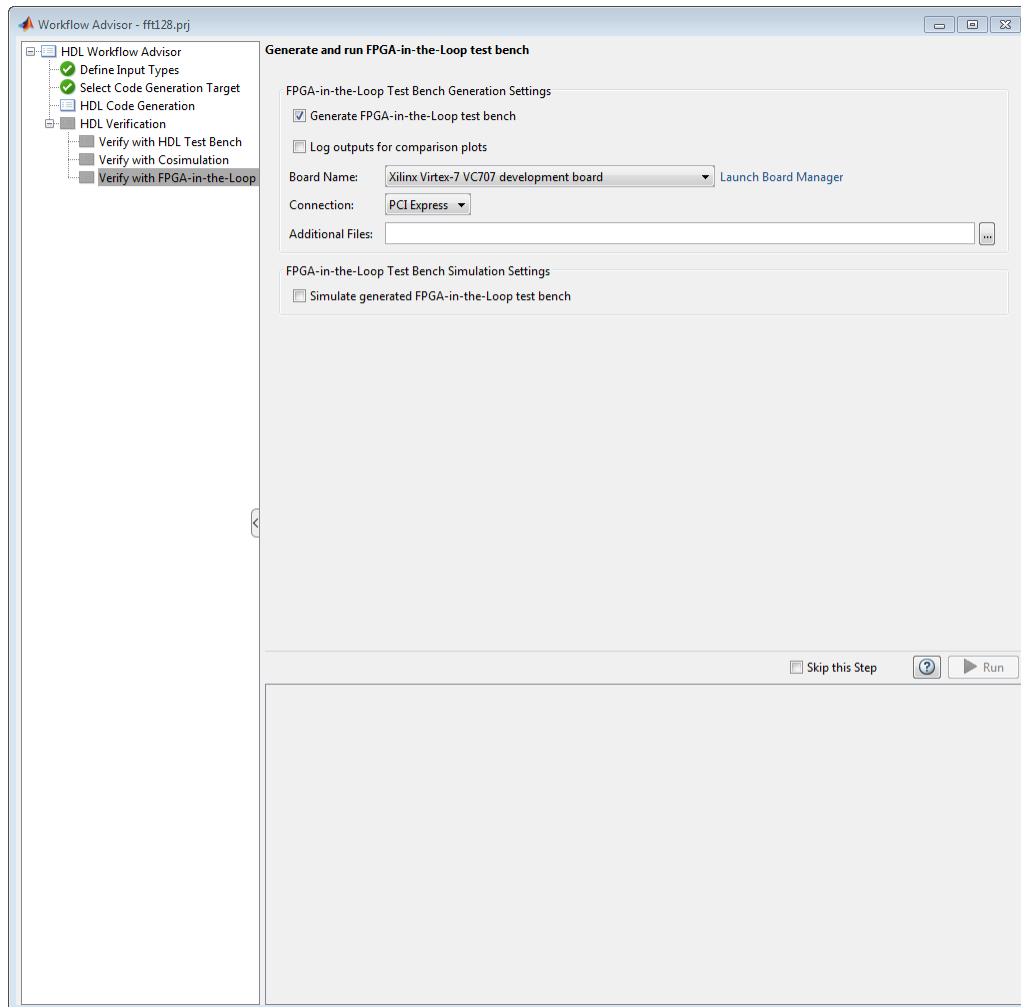 Workflow Advisor - fft128.prj
HDL Workflow Advisor
Define Input Types
Select Code Generation Target
HDL Code Generation
HDL Verification
Verify with HDL Test Bench
Verify with Cosimulation
Verify with FPGA-in-the-Loop
Generate and run FPGA-in-the-Loop test bench
FPGA-in-the-Loop Test Bench Generation Settings
Generate FPGA-in-the-Loop test bench
Log outputs for comparison plots
Board Name: Xilinx Virtex-7 VC707 development board Launch Board Manager
Connection: PCI Express
Additional Files: ...
FPGA-in-the-Loop Test Bench Simulation Settings
Simulate generated FPGA-in-the-Loop test bench
Skip this Step ? Run